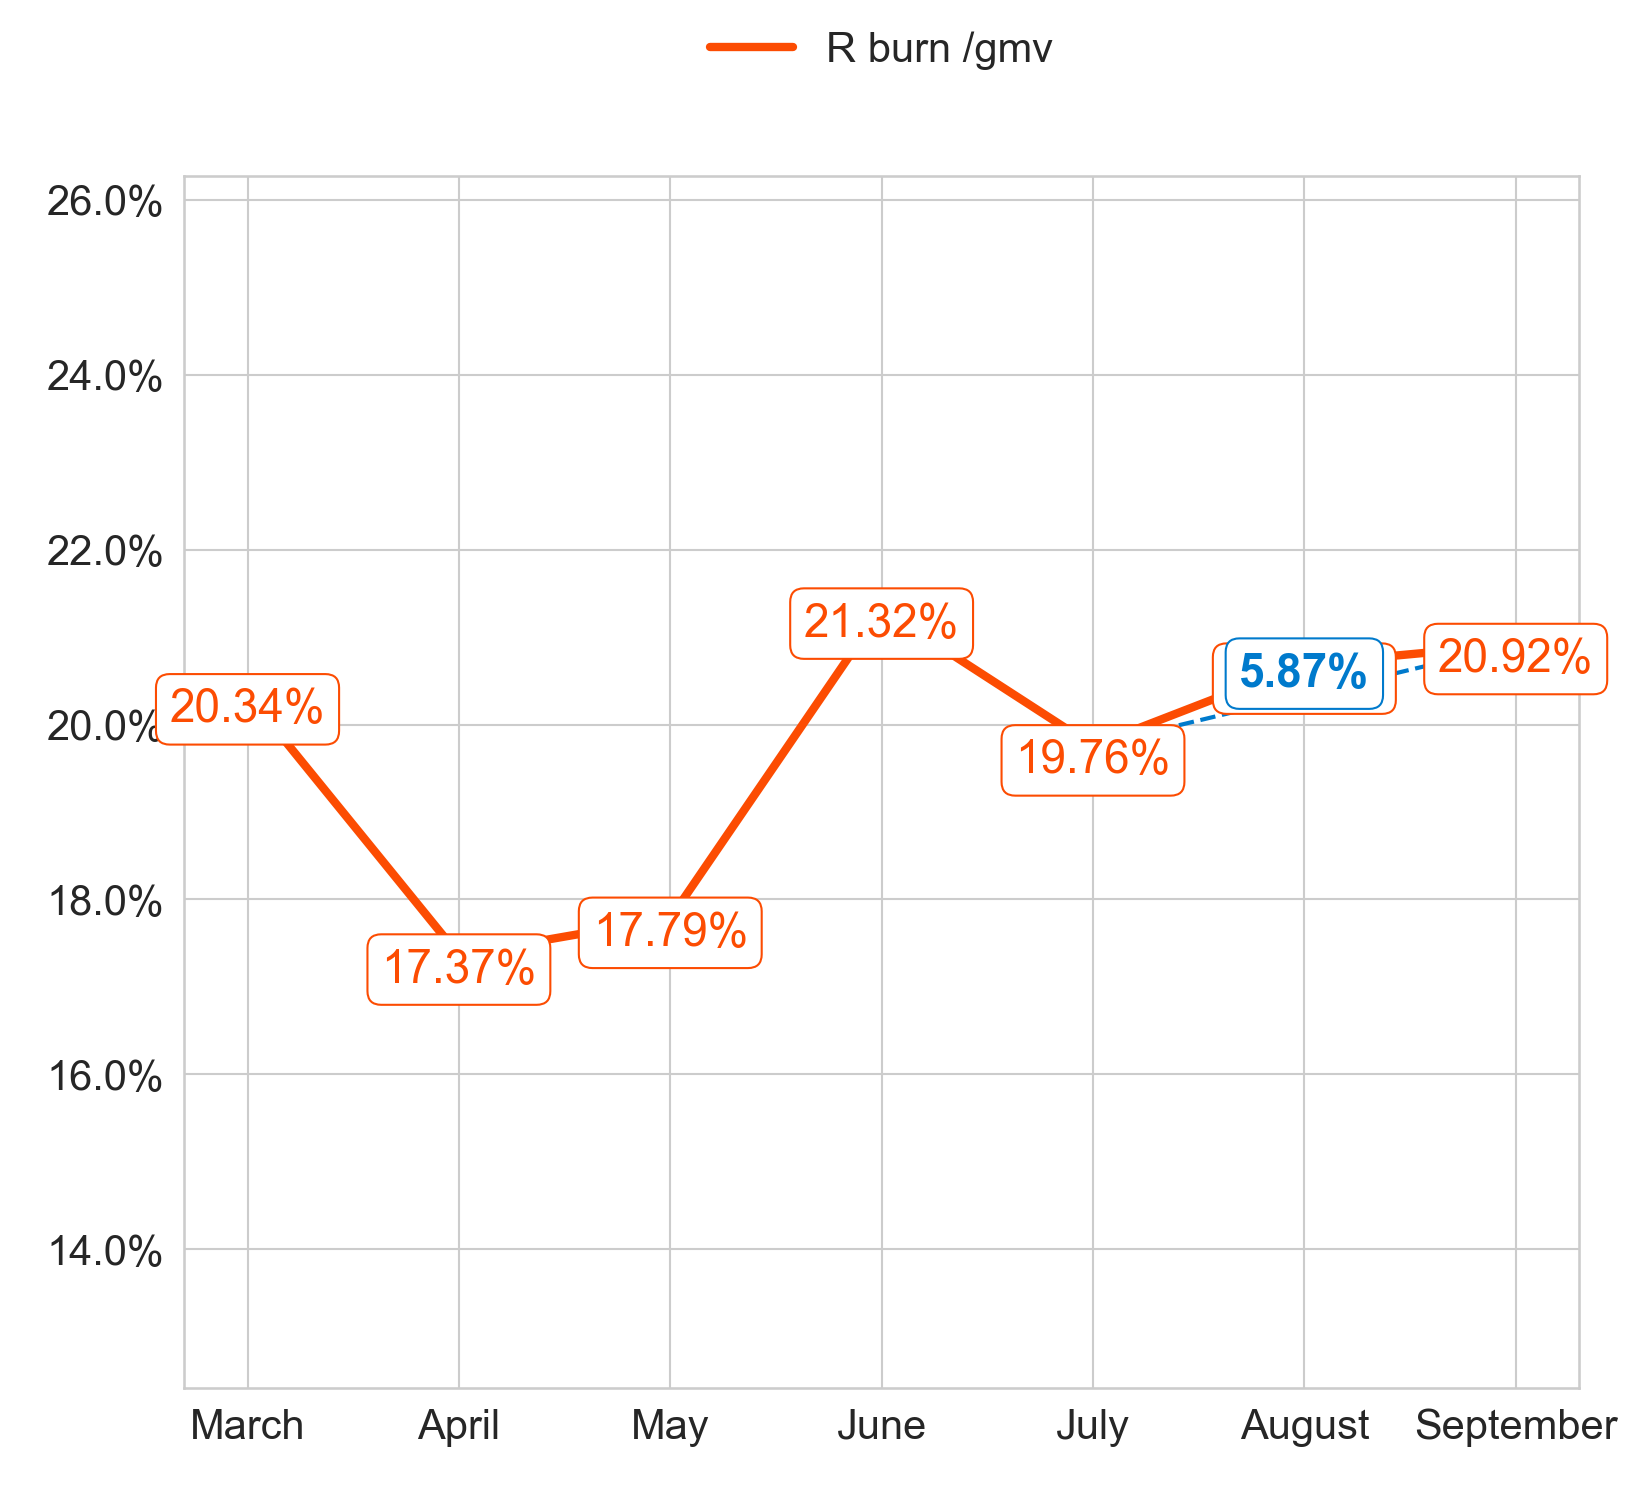 R burn /gmv
26.0%
24.0%
22.0%
20.0%
18.0%
16.0%
14.0%
20.34%
17.37%
17.79%
21.32%
19.76%
5.87%
20.92%
March
April
May
June
July
August
September